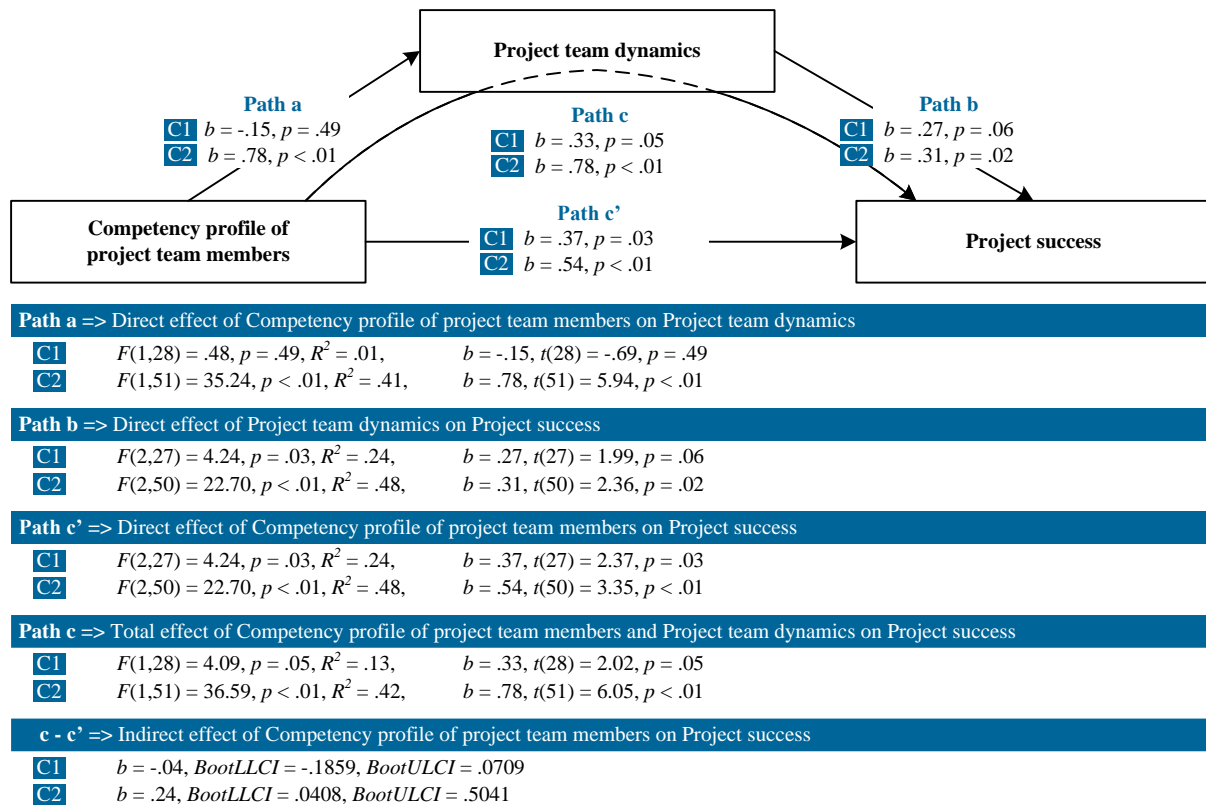 Project team dynamics
Path a
C1 b = -.15, p = .49
C2 b = .78, p < .01
Path c
C1 b = .33, p = .05
C2 b = .78, p < .01
Path b
C1 b = .27, p = .06
C2 b = .31, p = .02
Competency profile of
project team members
Path c’
C1 b = .37, p = .03
C2 b = .54, p < .01
Project success
Path a => Direct effect of Competency profile of project team members on Project team dynamics
C1 F(1,28) = .48, p = .49, R² = .01, b = -.15, t(28) = -.69, p = .49
C2 F(1,51) = 35.24, p < .01, R² = .41, b = .78, t(51) = 5.94, p < .01
Path b => Direct effect of Project team dynamics on Project success
C1 F(2,27) = 4.24, p = .03, R² = .24, b = .27, t(27) = 1.99, p = .06
C2 F(2,50) = 22.70, p < .01, R² = .48, b = .31, t(50) = 2.36, p = .02
Path c’ => Direct effect of Competency profile of project team members on Project success
C1 F(2,27) = 4.24, p = .03, R² = .24, b = .37, t(27) = 2.37, p = .03
C2 F(2,50) = 22.70, p < .01, R² = .48, b = .54, t(50) = 3.35, p < .01
Path c => Total effect of Competency profile of project team members and Project team dynamics on Project success
C1 F(1,28) = 4.09, p = .05, R² = .13, b = .33, t(28) = 2.02, p = .05
C2 F(1,51) = 36.59, p < .01, R² = .42, b = .78, t(51) = 6.05, p < .01
c - c’ => Indirect effect of Competency profile of project team members on Project success
C1 b = -.04, BootLLCI = -.1859, BootULCI = .0709
C2 b = .24, BootLLCI = .0408, BootULCI = .5041